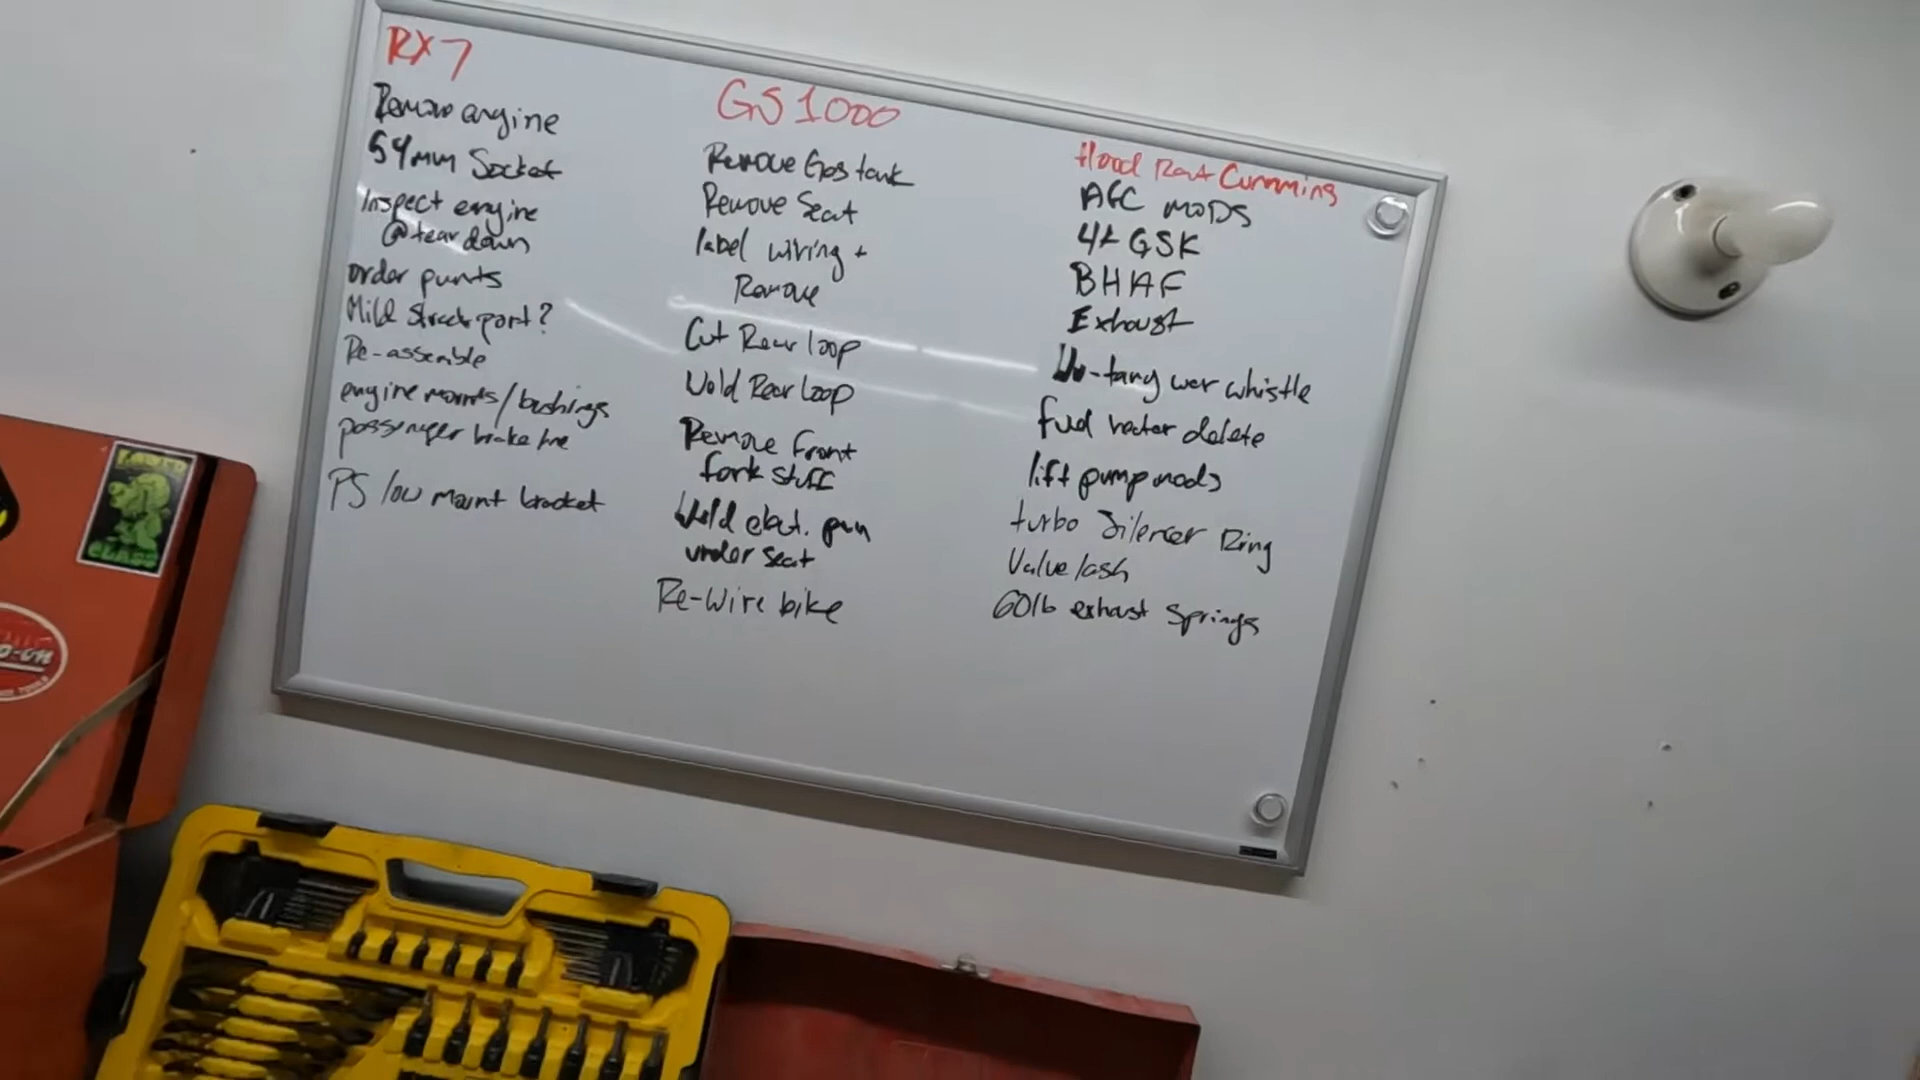 RX7
Remove engine
54mm Socket
Inspect engine
@tear down
order parts
Mild street port?
Re-assemble
engine mounts/bushings
passenger brake line
PS low mount bracket
GS1000
Remove Gas tank
Remove Seat
label wiring +
Remove
Cut Rear loop
Weld Rear loop
Remove front
fork stuff
Weld elect. pan
under seat
Re-wire bike
Hood Rat Cummins
AFC MODS
4k GSK
BHAF
Exhaust
Wu-tang wer whistle
fuel heater delete
lift pump mods
turbo Silencer Ring
Valve lash
60lb exhaust springs
CLASS